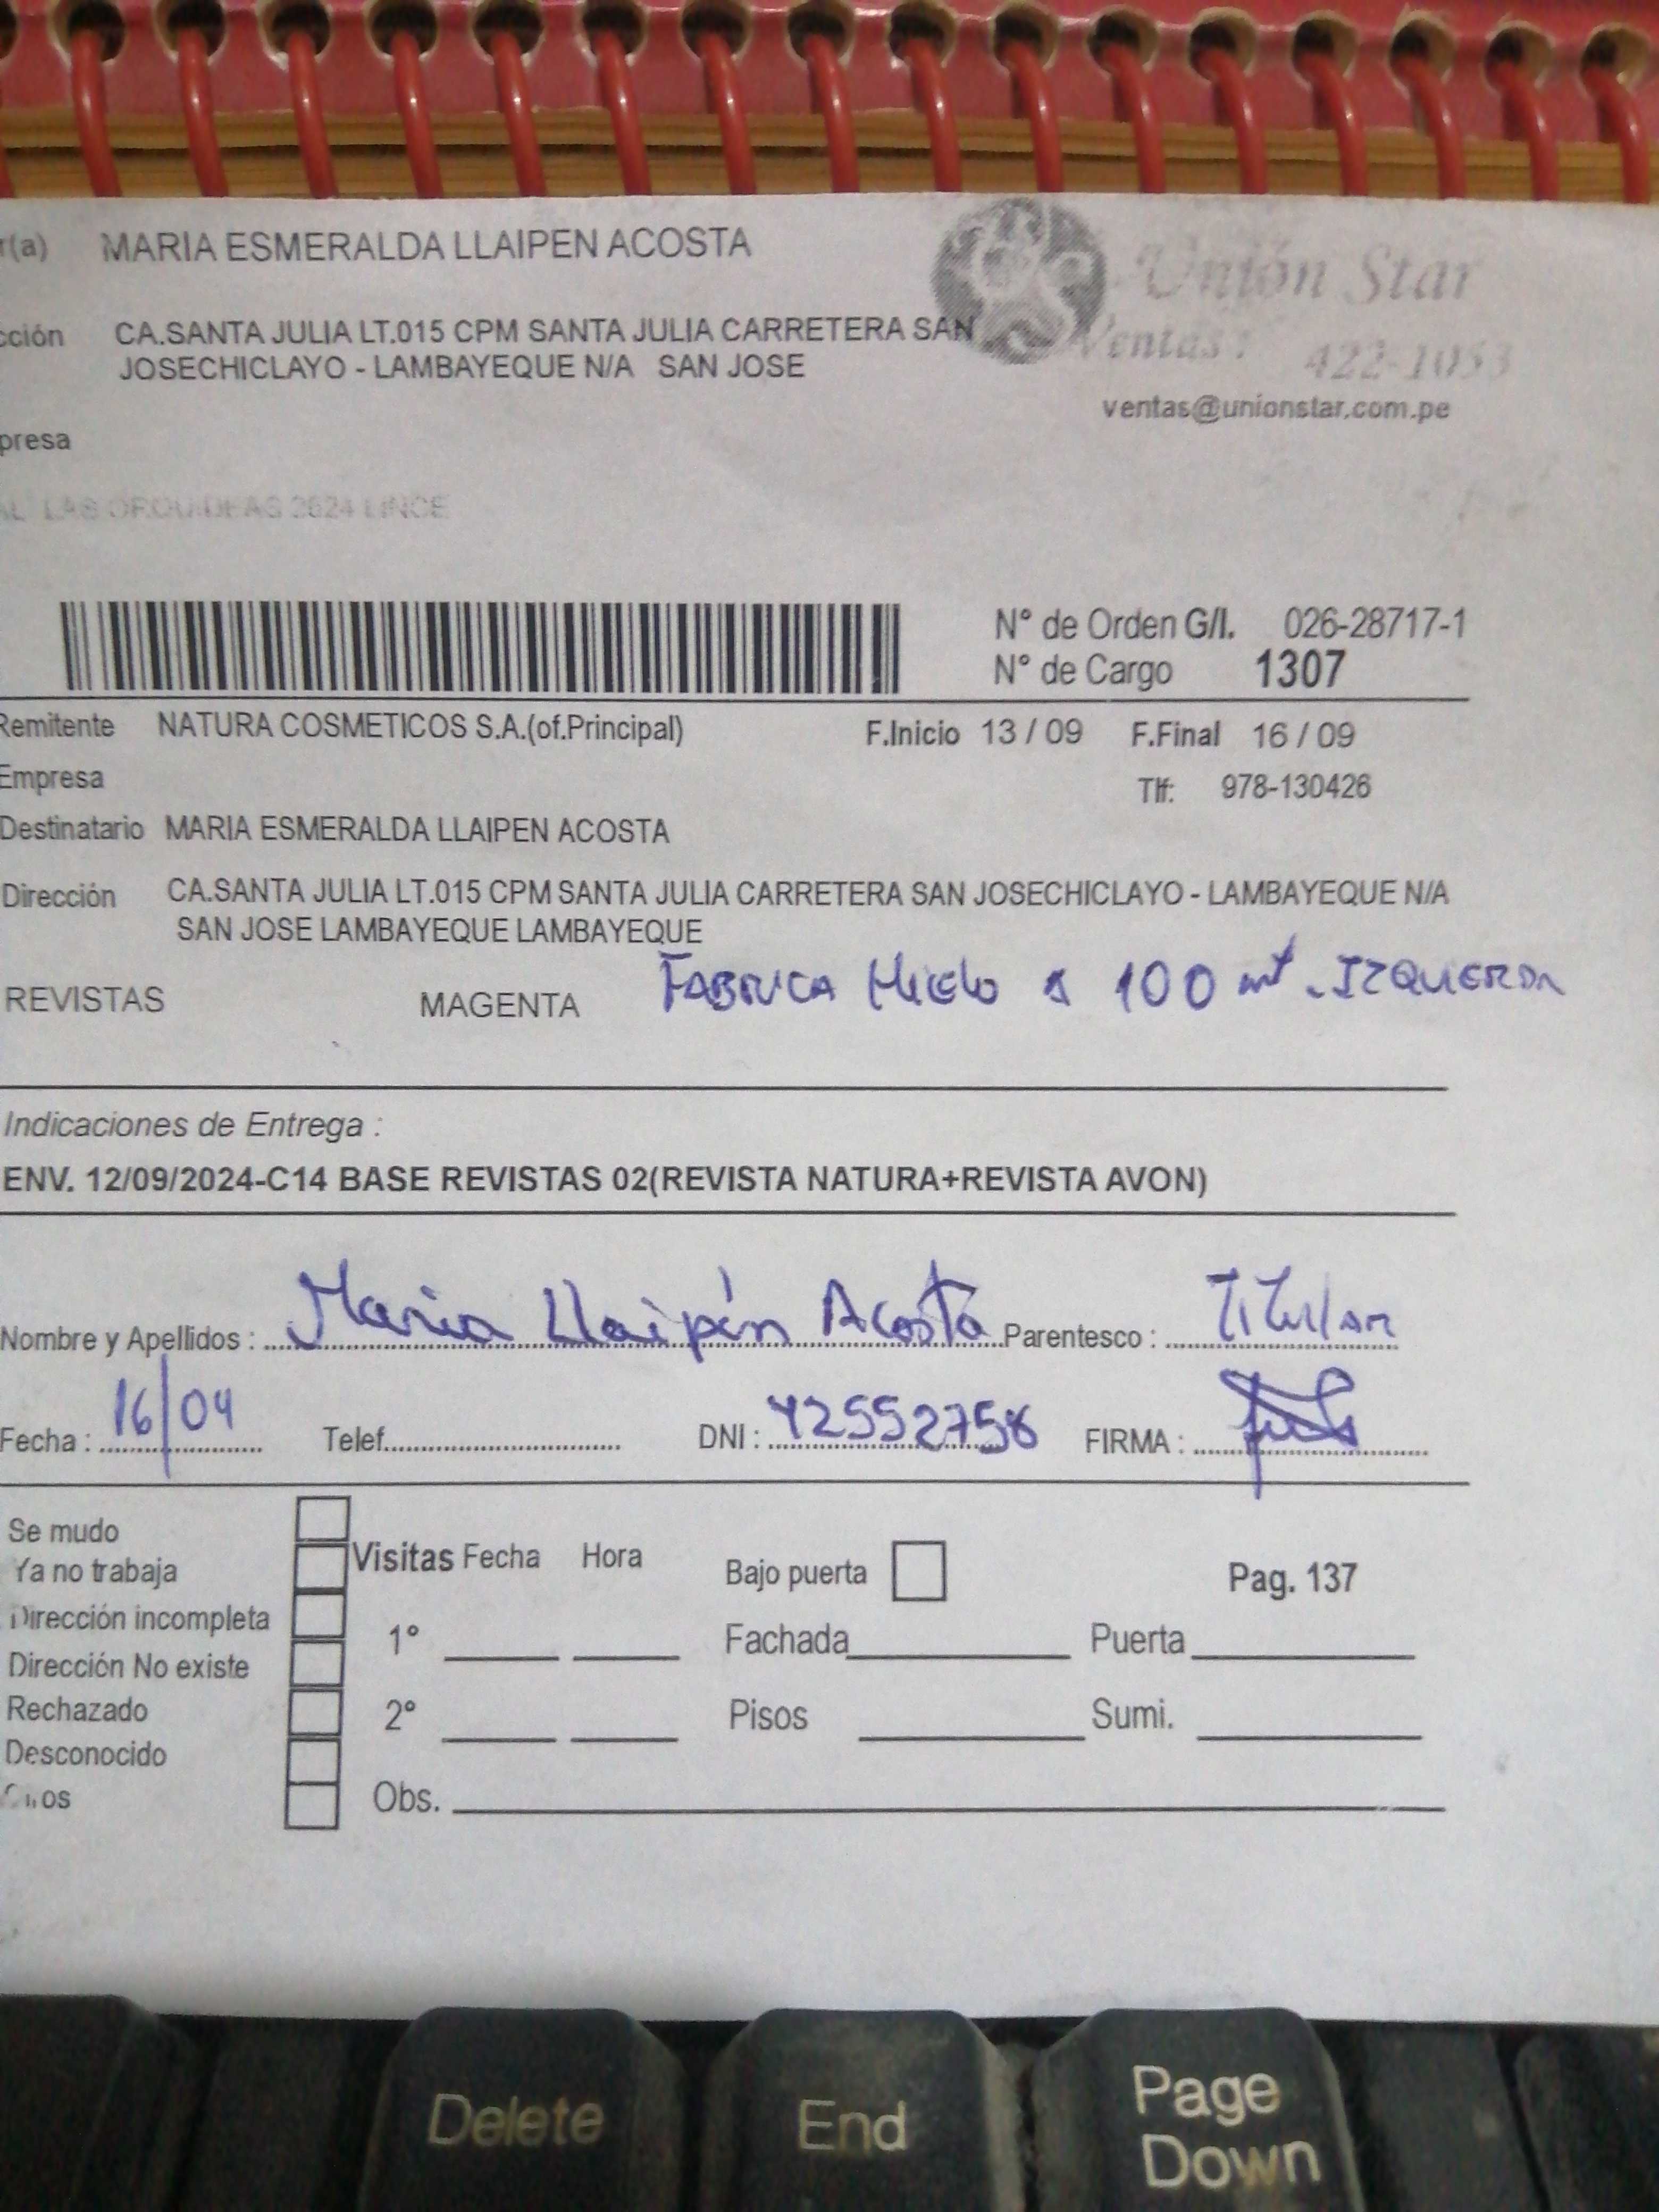 r(a) MARIA ESMERALDA LLAIPEN ACOSTA
Unión Star
cción CA.SANTA JULIA LT.015 CPM SANTA JULIA CARRETERA SAN
Ventas: 422-1053
JOSECHICLAYO - LAMBAYEQUE N/A SAN JOSE
ventas@unionstar.com.pe
presa
AL LAS ORQUIDEAS 2624 LINCE
N° de Orden G/I. 026-28717-1
N° de Cargo 1307
Remitente NATURA COSMETICOS S.A.(of.Principal) F.Inicio 13 / 09 F.Final 16 / 09
Empresa Tlf: 978-130426
Destinatario MARIA ESMERALDA LLAIPEN ACOSTA
Dirección CA.SANTA JULIA LT.015 CPM SANTA JULIA CARRETERA SAN JOSECHICLAYO - LAMBAYEQUE N/A
SAN JOSE LAMBAYEQUE LAMBAYEQUE
REVISTAS MAGENTA FABRICA HIELO A 100 mt. IZQUERDA
Indicaciones de Entrega :
ENV. 12/09/2024-C14 BASE REVISTAS 02(REVISTA NATURA+REVISTA AVON)
Nombre y Apellidos : Maria Llaipén Acosta Parentesco : Titular
Fecha : 16/09 Telef. DNI : 42552758 FIRMA :
Se mudo
Ya no trabaja
Visitas Fecha Hora Bajo puerta Pag. 137
Dirección incompleta
1° Fachada Puerta
Dirección No existe
Rechazado
2° Pisos Sumi.
Desconocido
Otros
Obs.
Delete
End
Page
Down